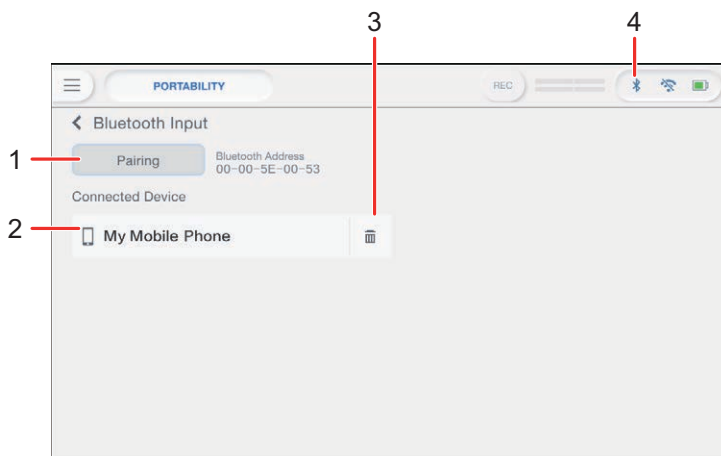 3
4
PORTABILITY
REC
Bluetooth Input
1
Pairing
Bluetooth Address
00-00-5E-00-53
Connected Device
2
My Mobile Phone